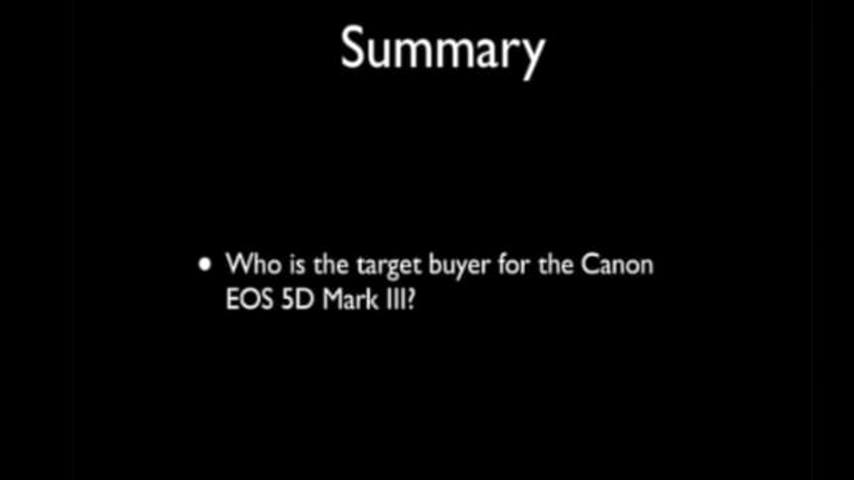 Summary
• Who is the target buyer for the Canon
EOS 5D Mark III?